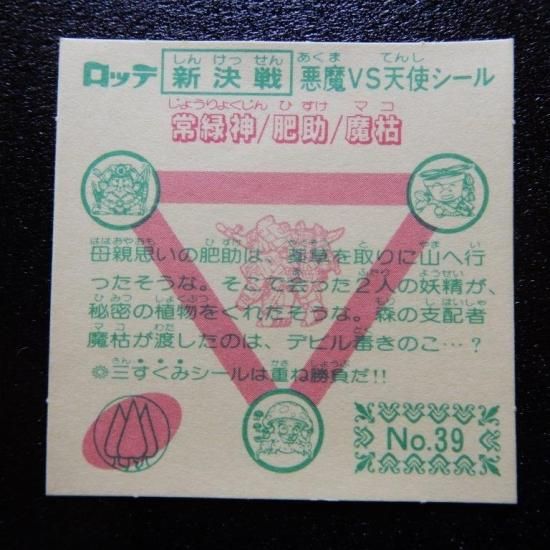 ロッテ 新決戦 悪魔VS天使シール
しんけっせん あくま てんし
じょうりょくじん ひすけ マコ
常緑神/肥助/魔枯
ははおやおも ひすけ やくそう と やま い
母親思いの肥助は、薬草を取りに山へ行
あ ふたり ようせい
ったそうな。そこで会った2人の妖精が、
ひみつ しょくぶつ もり しはいしゃ
秘密の植物をくれたそうな。森の支配者
マコ わた どく
魔枯が渡したのは、デビル毒きのこ…?
さん かさ しょうぶ
◎三すくみシールは重ね勝負だ!!
No.39